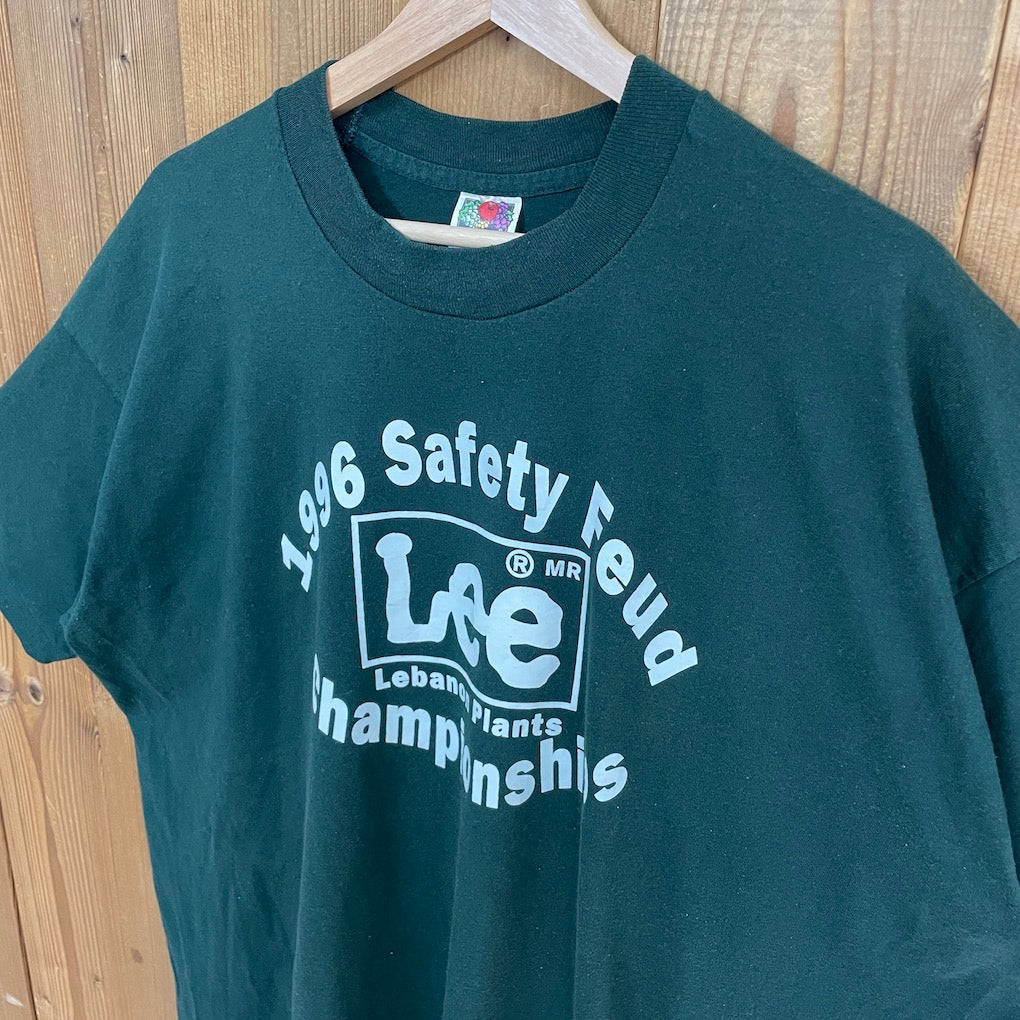 1996 Safety Feud
Lee ® MR
Lebanon Plants
Championships